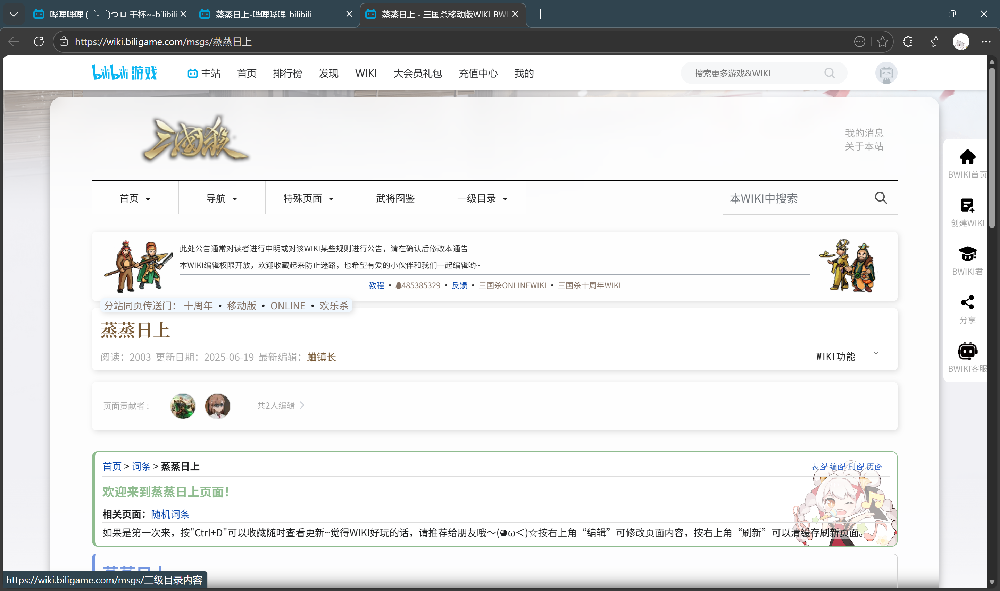 哔哩哔哩 (゜-゜)つロ 干杯~-bilibili
蒸蒸日上-哔哩哔哩_bilibili
蒸蒸日上 - 三国杀移动版WIKI_BWI
https://wiki.biligame.com/msgs/蒸蒸日上
bilibili 游戏
主站 首页 排行榜 发现 WIKI 大会员礼包 充值中心 我的
搜索更多游戏&WIKI
三國殺
我的消息
关于本站
首页 导航 特殊页面 武将图鉴 一级目录
本WIKI中搜索
BWIKI首页
创建WIKI
BWIKI君
分享
BWIKI客服
此处公告通常对读者进行申明或对该WIKI某些规则进行公告，请在确认后修改本通告
本WIKI编辑权限开放，欢迎收藏起来防止迷路，也希望有爱的小伙伴和我们一起编辑哟~
教程 • 485385329 • 反馈 • 三国杀ONLINEWIKI • 三国杀十周年WIKI
分站同页传送门： 十周年 • 移动版 • ONLINE • 欢乐杀
蒸蒸日上
阅读：2003 更新日期：2025-06-19 最新编辑：蛐镇长
WIKI功能
页面贡献者 :
共2人编辑
首页 > 词条 > 蒸蒸日上
表 编 刷 历
欢迎来到蒸蒸日上页面！
相关页面：随机词条
如果是第一次来，按"Ctrl+D"可以收藏随时查看更新~觉得WIKI好玩的话，请推荐给朋友哦～(◕ω＜)☆按右上角“编辑”可修改页面内容，按右上角“刷新”可以清缓存刷新页面。
蒸蒸日上
https://wiki.biligame.com/msgs/二级目录内容